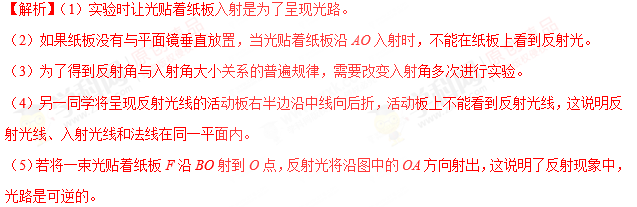 【解析】（1）实验时让光贴着纸板入射是为了呈现光路。
（2）如果纸板没有与平面镜垂直放置，当光贴着纸板沿 AO 入射时，不能在纸板上看到反射光。
（3）为了得到反射角与入射角大小关系的普遍规律，需要改变入射角多次进行实验。
（4）另一同学将呈现反射光线的活动板右半边沿中线向后折，活动板上不能看到反射光线，这说明反
射光线、入射光线和法线在同一平面内。
（5）若将一束光贴着纸板 F 沿 BO 射到 O 点，反射光将沿图中的 OA 方向射出，这说明了反射现象中，
光路是可逆的。